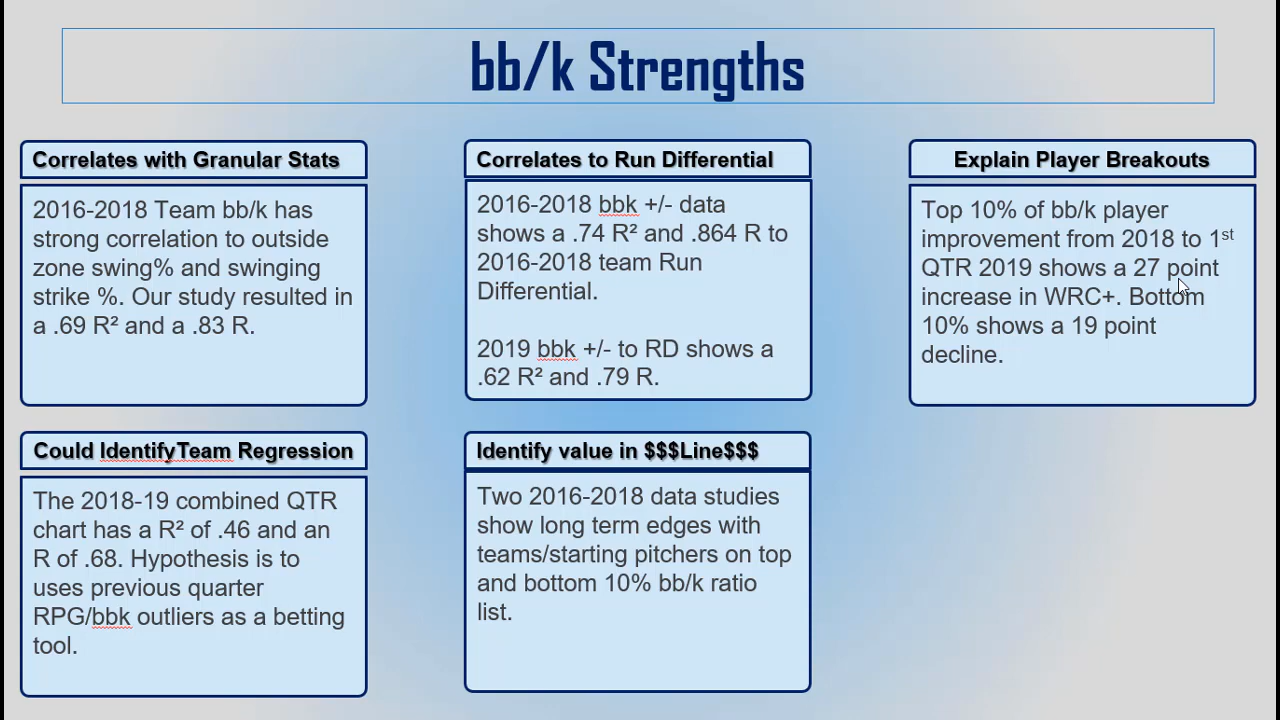 bb/k Strengths
Correlates with Granular Stats
2016-2018 Team bb/k has
strong correlation to outside
zone swing% and swinging
strike %. Our study resulted in
a .69 R² and a .83 R.
Correlates to Run Differential
2016-2018 bbk +/- data
shows a .74 R² and .864 R to
2016-2018 team Run
Differential.
2019 bbk +/- to RD shows a
.62 R² and .79 R.
Explain Player Breakouts
Top 10% of bb/k player
improvement from 2018 to 1st
QTR 2019 shows a 27 point
increase in WRC+. Bottom
10% shows a 19 point
decline.
Could IdentifyTeam Regression
The 2018-19 combined QTR
chart has a R² of .46 and an
R of .68. Hypothesis is to
uses previous quarter
RPG/bbk outliers as a betting
tool.
Identify value in $$$Line$$$
Two 2016-2018 data studies
show long term edges with
teams/starting pitchers on top
and bottom 10% bb/k ratio
list.